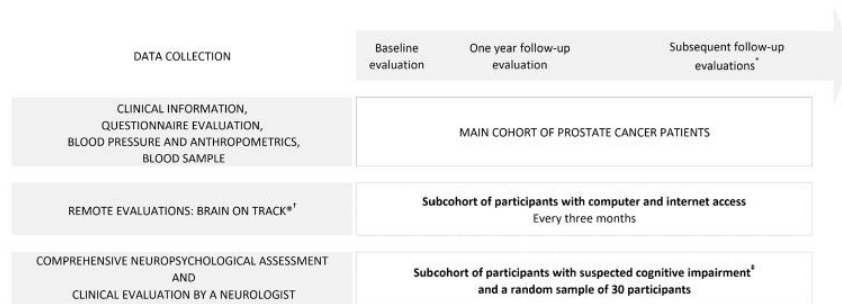 DATA COLLECTION
Baseline
evaluation
One year follow-up
evaluation
Subsequent follow-up
evaluations*
CLINICAL INFORMATION,
QUESTIONNAIRE EVALUATION,
BLOOD PRESSURE AND ANTHROPOMETRICS,
BLOOD SAMPLE
MAIN COHORT OF PROSTATE CANCER PATIENTS
REMOTE EVALUATIONS: BRAIN ON TRACK®†
Subcohort of participants with computer and internet access
Every three months
COMPREHENSIVE NEUROPSYCHOLOGICAL ASSESSMENT
AND
CLINICAL EVALUATION BY A NEUROLOGIST
Subcohort of participants with suspected cognitive impairment‡
and a random sample of 30 participants